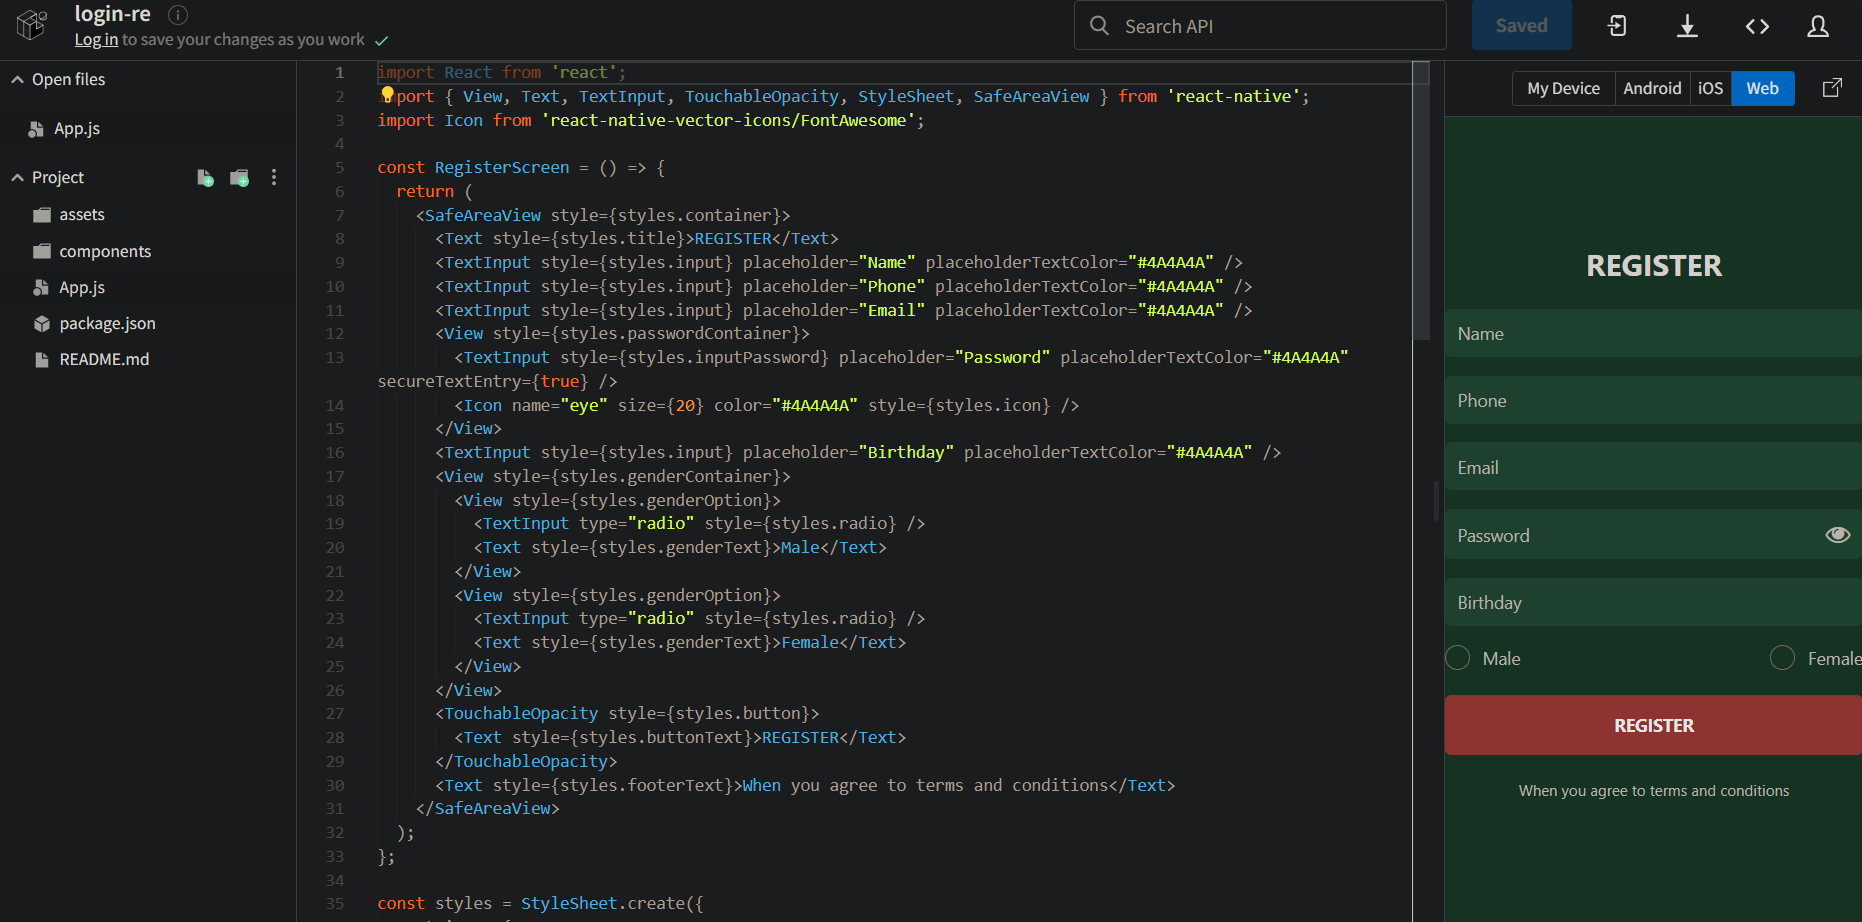 login-re
Log in to save your changes as you work
Search API
Saved
Open files
App.js
Project
assets
components
App.js
package.json
README.md
1 import React from 'react';
2 import { View, Text, TextInput, TouchableOpacity, StyleSheet, SafeAreaView } from 'react-native';
3 import Icon from 'react-native-vector-icons/FontAwesome';
4
5 const RegisterScreen = () => {
6 return (
7 <SafeAreaView style={styles.container}>
8 <Text style={styles.title}>REGISTER</Text>
9 <TextInput style={styles.input} placeholder="Name" placeholderTextColor="#4A4A4A" />
10 <TextInput style={styles.input} placeholder="Phone" placeholderTextColor="#4A4A4A" />
11 <TextInput style={styles.input} placeholder="Email" placeholderTextColor="#4A4A4A" />
12 <View style={styles.passwordContainer}>
13 <TextInput style={styles.inputPassword} placeholder="Password" placeholderTextColor="#4A4A4A"
secureTextEntry={true} />
14 <Icon name="eye" size={20} color="#4A4A4A" style={styles.icon} />
15 </View>
16 <TextInput style={styles.input} placeholder="Birthday" placeholderTextColor="#4A4A4A" />
17 <View style={styles.genderContainer}>
18 <View style={styles.genderOption}>
19 <TextInput type="radio" style={styles.radio} />
20 <Text style={styles.genderText}>Male</Text>
21 </View>
22 <View style={styles.genderOption}>
23 <TextInput type="radio" style={styles.radio} />
24 <Text style={styles.genderText}>Female</Text>
25 </View>
26 </View>
27 <TouchableOpacity style={styles.button}>
28 <Text style={styles.buttonText}>REGISTER</Text>
29 </TouchableOpacity>
30 <Text style={styles.footerText}>When you agree to terms and conditions</Text>
31 </SafeAreaView>
32 );
33 };
34
35 const styles = StyleSheet.create({
My Device Android iOS Web
REGISTER
Name
Phone
Email
Password
Birthday
Male Female
REGISTER
When you agree to terms and conditions